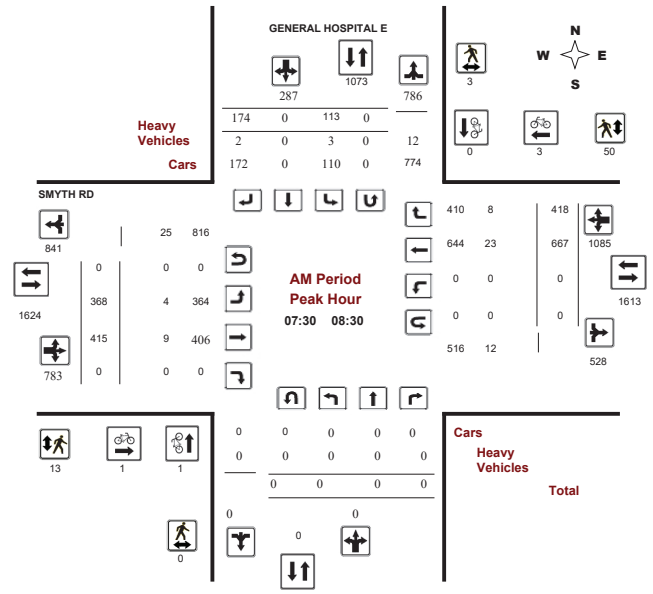 GENERAL HOSPITAL E
N
W E
S
1073
3
287 786
174 0 113 0
Heavy
Vehicles
2 0 3 0 12
Cars
172 0 110 0 774
0 3 50
SMYTH RD
841
25 816
410 8 418
1085
0 0 0
644 23 667
1624
368 4 364
AM Period
Peak Hour
07:30 08:30
0 0 0
1613
415 9 406
0 0 0
783
0 0 0
516 12
528
0 0 0 0 0
Cars
0 0 0 0 0
Heavy
Vehicles
0 0 0 0
Total
13 1 1
0 0
0
0